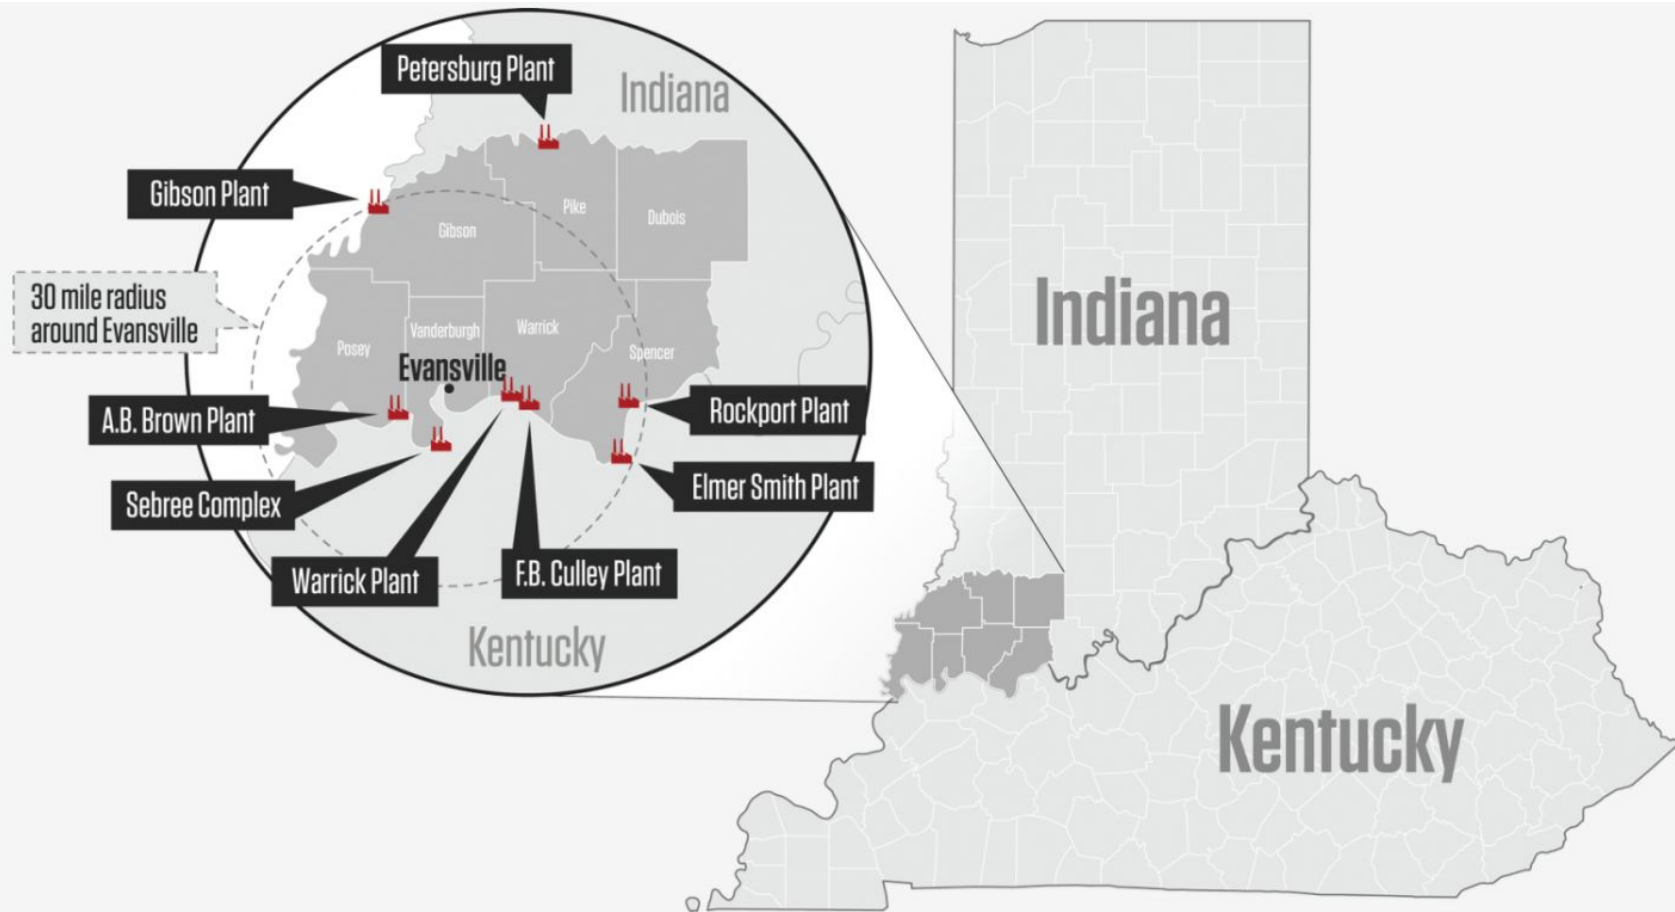 Petersburg Plant
Indiana
Gibson Plant
Gibson
Pike
Dubois
30 mile radius
around Evansville
Posey
Vanderburgh
Warrick
Spencer
Evansville
A.B. Brown Plant
Rockport Plant
Sebree Complex
Elmer Smith Plant
Warrick Plant
F.B. Culley Plant
Kentucky
Indiana
Kentucky